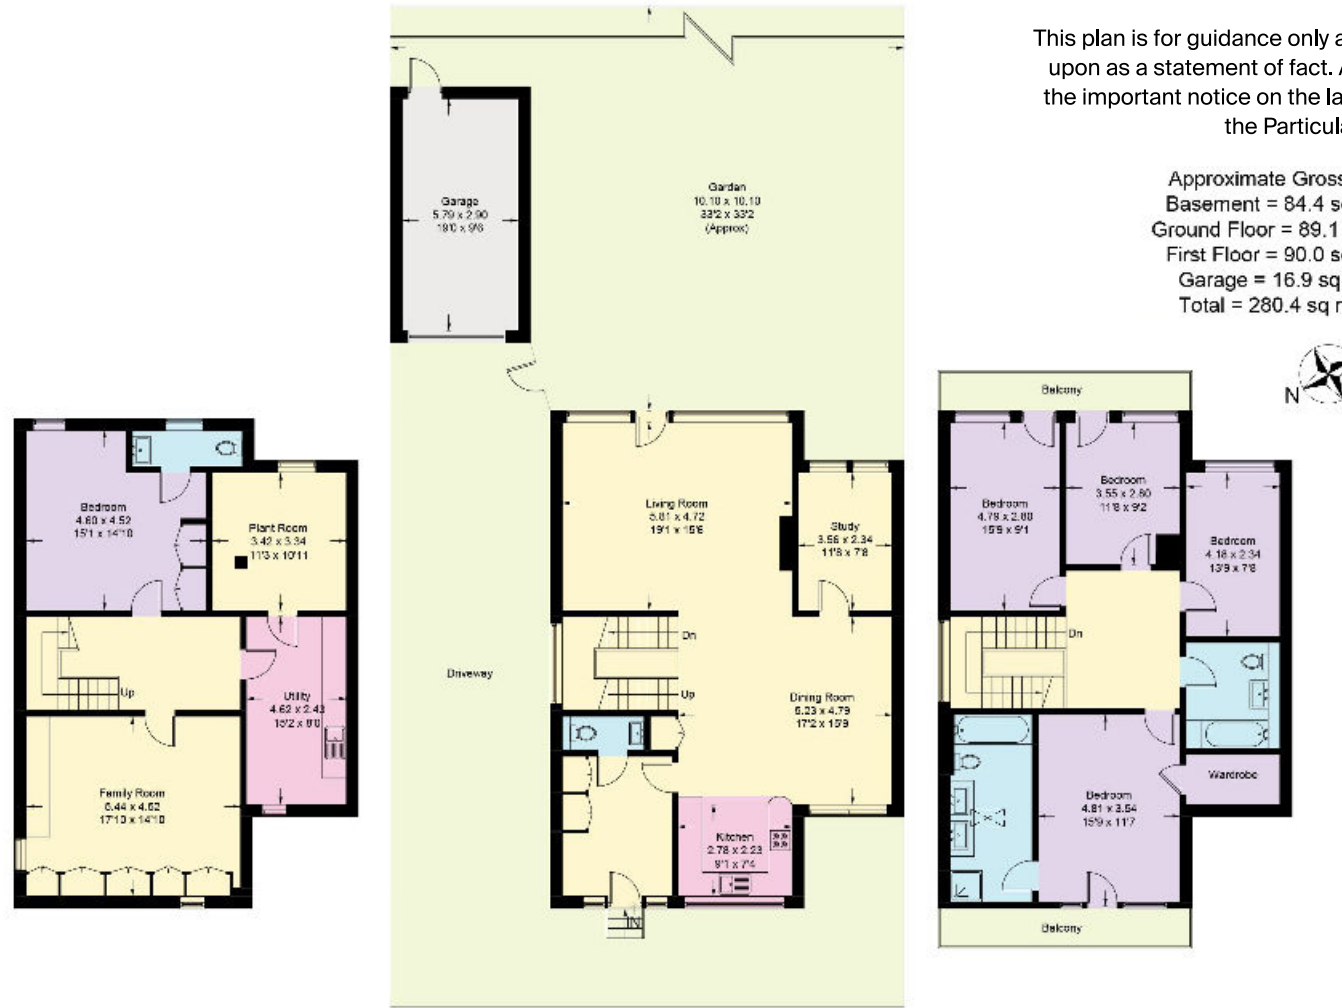 This plan is for guidance only a
upon as a statement of fact. A
the important notice on the la
the Particula
Approximate Gross
Basement = 84.4 s
Ground Floor = 89.1
First Floor = 90.0 s
Garage = 16.9 sq
Total = 280.4 sq
N
Garage
5.79 x 2.90
19'0 x 9'6
Gardan
10.10 x 10.10
33'2 x 33'2
(Approx)
Bedroom
4.60 x 4.52
15'1 x 14'10
Plant Room
3.42 x 3.34
11'3 x 10'11
Up
Utility
4.62 x 2.43
15'2 x 8'0
Family Room
5.44 x 4.52
17'10 x 14'10
Driveway
Living Room
5.81 x 4.72
19'1 x 15'6
Study
3.56 x 2.34
11'8 x 7'8
Dn
Up
Dining Room
5.23 x 4.79
17'2 x 15'9
Kitchen
2.78 x 2.23
9'1 x 7'4
IN
Balcony
Bedroom
4.79 x 2.80
15'9 x 9'1
Bedroom
3.55 x 2.80
11'8 x 9'2
Bedroom
4.18 x 2.34
13'9 x 7'8
Dn
Wardrobe
Bedroom
4.81 x 3.54
15'9 x 11'7
Balcony